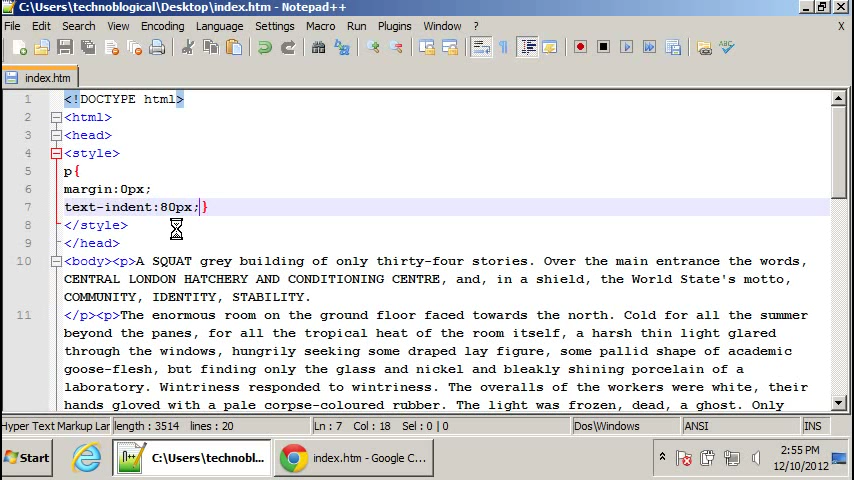 C:\Users\technoblogical\Desktop\index.htm - Notepad++
File Edit Search View Encoding Language Settings Macro Run Plugins Window ? X
index.htm
1 <!DOCTYPE html>
2 <html>
3 <head>
4 <style>
5 p{
6 margin:0px;
7 text-indent:80px;}
8 </style>
9 </head>
10 <body><p>A SQUAT grey building of only thirty-four stories. Over the main entrance the words,
CENTRAL LONDON HATCHERY AND CONDITIONING CENTRE, and, in a shield, the World State's motto,
COMMUNITY, IDENTITY, STABILITY.
11 </p><p>The enormous room on the ground floor faced towards the north. Cold for all the summer
beyond the panes, for all the tropical heat of the room itself, a harsh thin light glared
through the windows, hungrily seeking some draped lay figure, some pallid shape of academic
goose-flesh, but finding only the glass and nickel and bleakly shining porcelain of a
laboratory. Wintriness responded to wintriness. The overalls of the workers were white, their
hands gloved with a pale corpse-coloured rubber. The light was frozen, dead, a ghost. Only
Hyper Text Markup Lan length : 3514 lines : 20 Ln : 7 Col : 18 Sel : 0 | 0 Dos\Windows ANSI INS
Start C:\Users\technobl... index.htm - Google C... 2:55 PM
12/10/2012